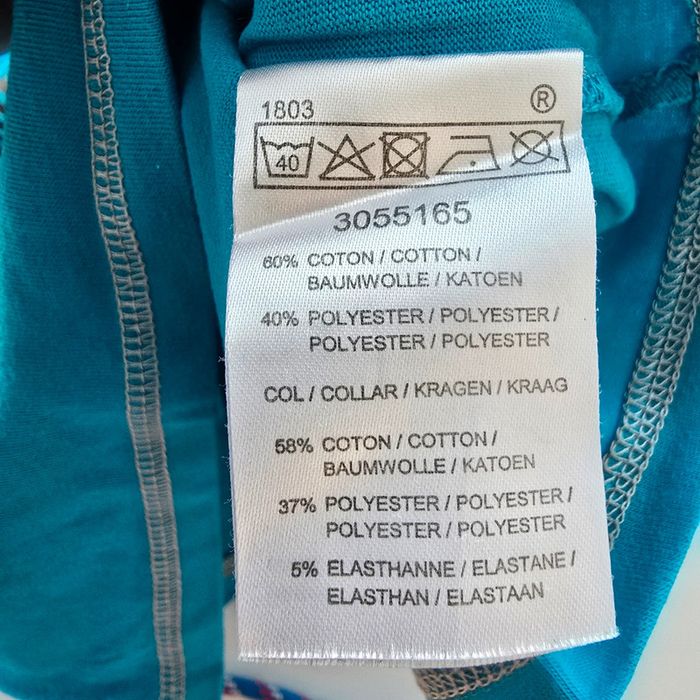 1803 ®
40
3055165
60% COTON / COTTON /
BAUMWOLLE / KATOEN
40% POLYESTER / POLYESTER /
POLYESTER / POLYESTER
COL / COLLAR / KRAGEN / KRAAG
58% COTON / COTTON /
BAUMWOLLE / KATOEN
37% POLYESTER / POLYESTER /
POLYESTER / POLYESTER
5% ELASTHANNE / ELASTANE /
ELASTHAN / ELASTAAN